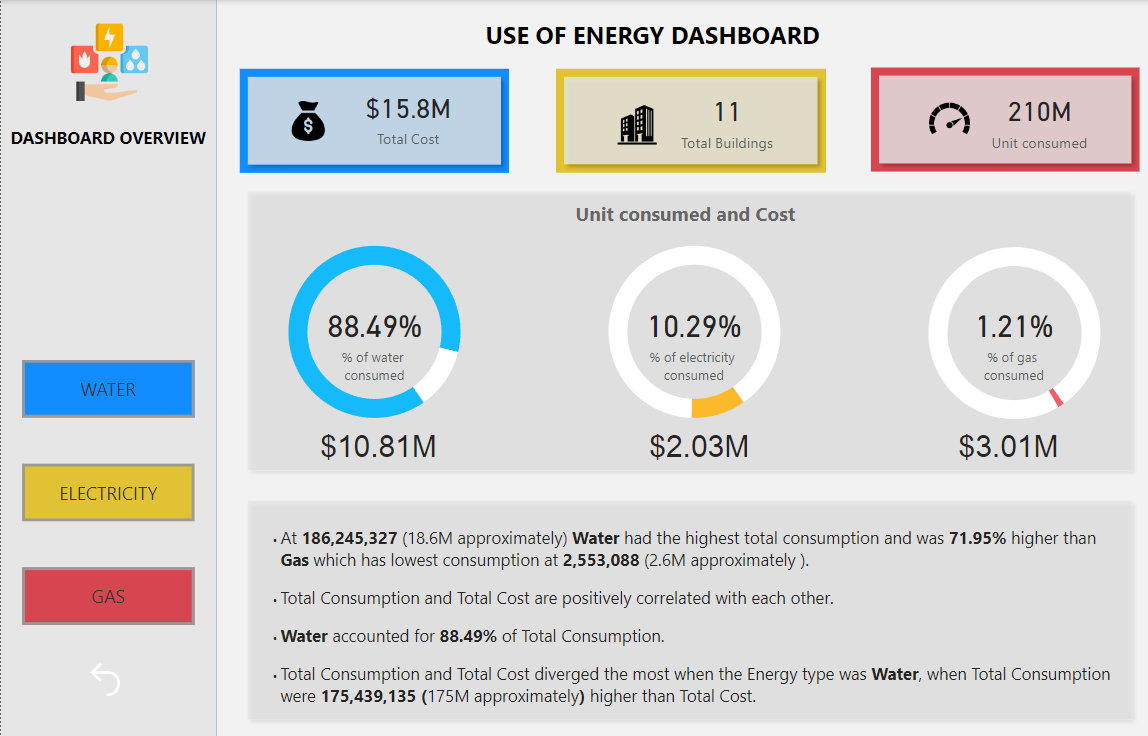 USE OF ENERGY DASHBOARD
DASHBOARD OVERVIEW
$15.8M
Total Cost
11
Total Buildings
210M
Unit consumed
Unit consumed and Cost
88.49%
% of water
consumed
$10.81M
10.29%
% of electricity
consumed
$2.03M
1.21%
% of gas
consumed
$3.01M
WATER
ELECTRICITY
GAS
· At 186,245,327 (18.6M approximately) Water had the highest total consumption and was 71.95% higher than
Gas which has lowest consumption at 2,553,088 (2.6M approximately ).
· Total Consumption and Total Cost are positively correlated with each other.
· Water accounted for 88.49% of Total Consumption.
· Total Consumption and Total Cost diverged the most when the Energy type was Water, when Total Consumption
were 175,439,135 (175M approximately) higher than Total Cost.